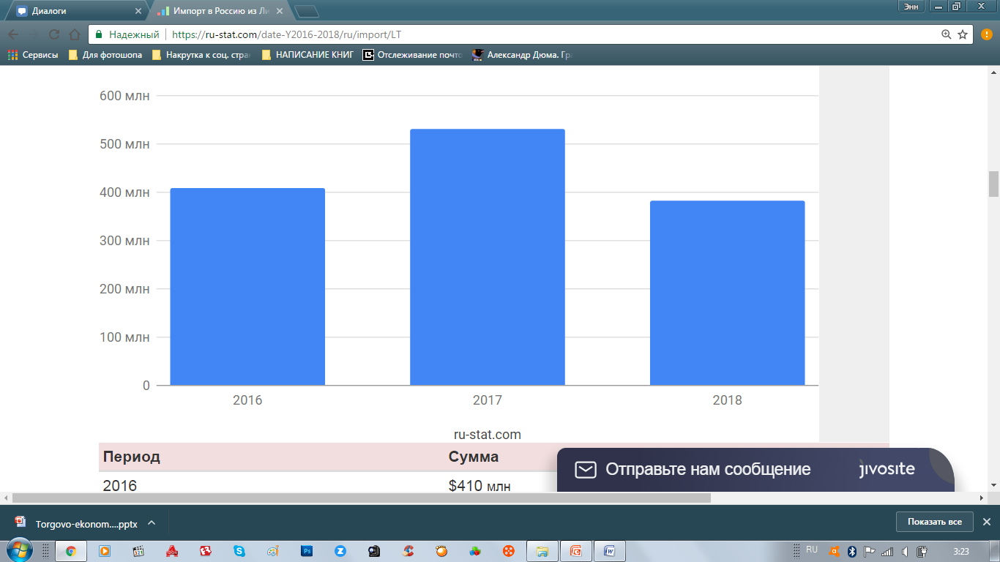 Диалоги
Импорт в Россию из Ли
Энн
Надежный
https://ru-stat.com/date-Y2016-2018/ru/import/LT
Сервисы
Для фотошопа
Накрутка к соц. стра
НАПИСАНИЕ КНИГ
Отслеживание почто
Александр Дюма. Гра
600 млн
500 млн
400 млн
300 млн
200 млн
100 млн
0
2016
2017
2018
ru-stat.com
Период
Сумма
2016
$410 млн
Отправьте нам сообщение
jivosite
Torgovo-ekonom....pptx
Показать все
RU
3:23